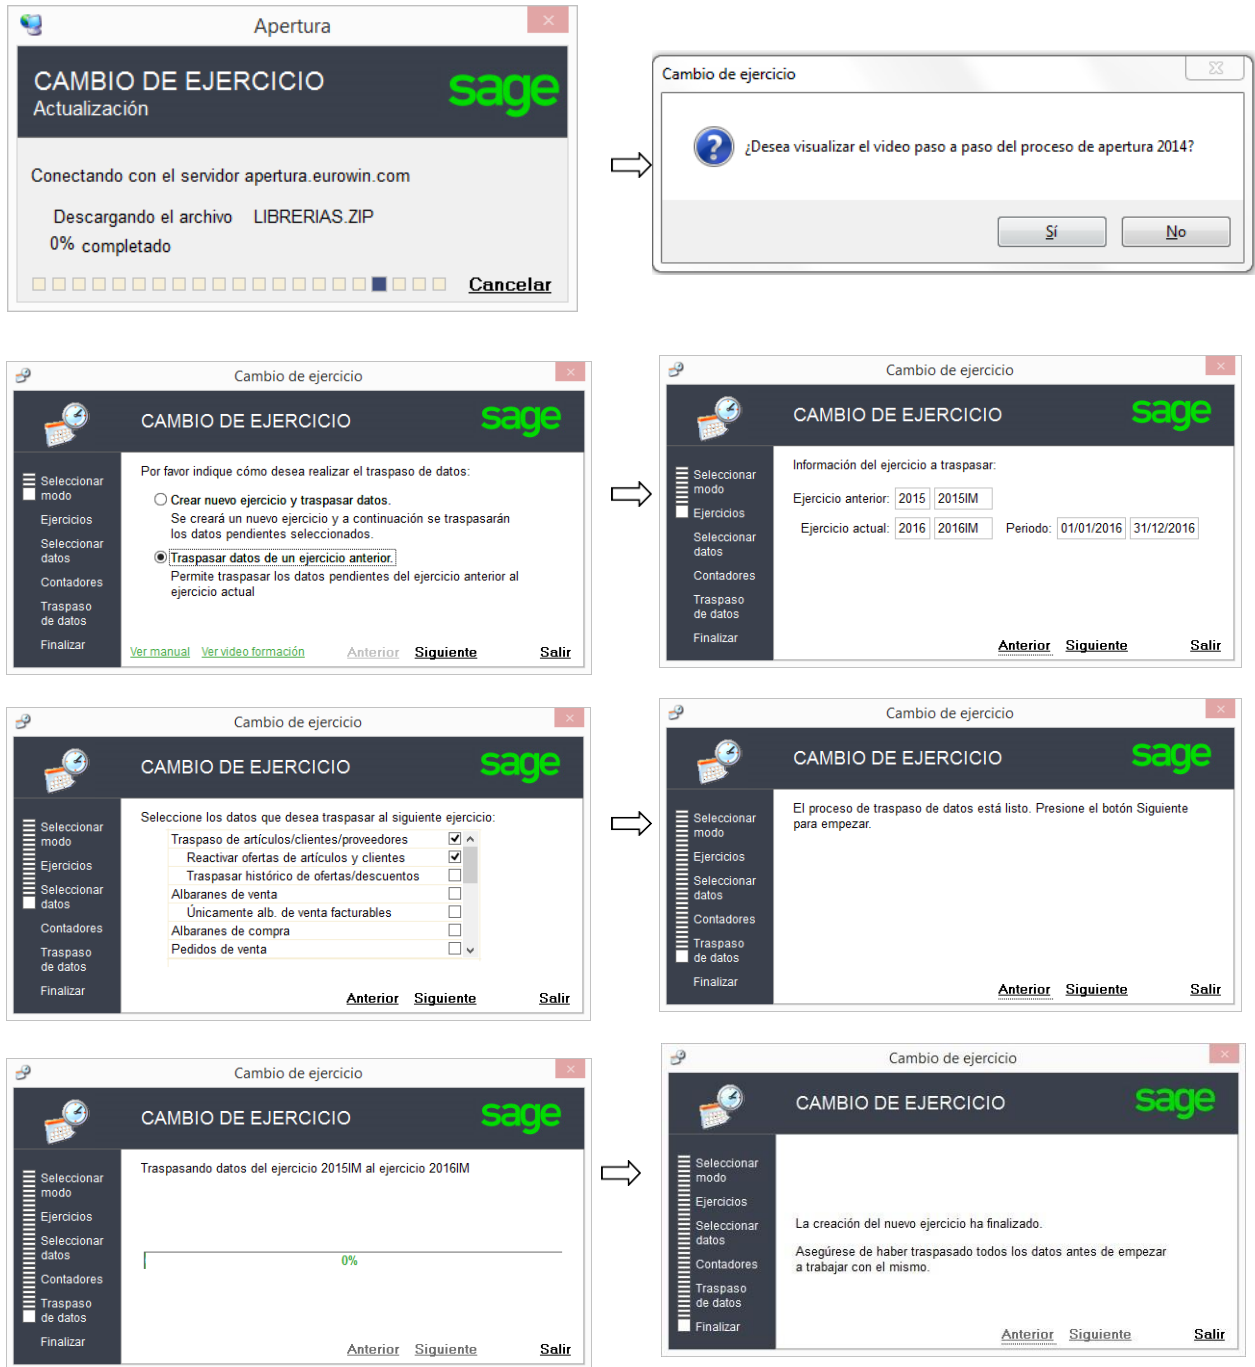 Apertura
CAMBIO DE EJERCICIO
Actualización
sage
Conectando con el servidor apertura.eurowin.com
Descargando el archivo LIBRERIAS.ZIP
0% completado
Cancelar
Cambio de ejercicio
¿Desea visualizar el video paso a paso del proceso de apertura 2014?
Sí No
Cambio de ejercicio
CAMBIO DE EJERCICIO
sage
Seleccionar
modo
Ejercicios
Seleccionar
datos
Contadores
Traspaso
de datos
Finalizar
Por favor indique cómo desea realizar el traspaso de datos:
Crear nuevo ejercicio y traspasar datos.
Se creará un nuevo ejercicio y a continuación se traspasarán
los datos pendientes seleccionados.
Traspasar datos de un ejercicio anterior.
Permite traspasar los datos pendientes del ejercicio anterior al
ejercicio actual
Ver manual Ver video formación Anterior Siguiente Salir
Cambio de ejercicio
CAMBIO DE EJERCICIO
sage
Seleccionar
modo
Ejercicios
Seleccionar
datos
Contadores
Traspaso
de datos
Finalizar
Información del ejercicio a traspasar:
Ejercicio anterior: 2015 2015IM
Ejercicio actual: 2016 2016IM Periodo: 01/01/2016 31/12/2016
Anterior Siguiente Salir
Cambio de ejercicio
CAMBIO DE EJERCICIO
sage
Seleccionar
modo
Ejercicios
Seleccionar
datos
Contadores
Traspaso
de datos
Finalizar
Seleccione los datos que desea traspasar al siguiente ejercicio:
Traspaso de artículos/clientes/proveedores
Reactivar ofertas de artículos y clientes
Traspasar histórico de ofertas/descuentos
Albaranes de venta
Únicamente alb. de venta facturables
Albaranes de compra
Pedidos de venta
Anterior Siguiente Salir
Cambio de ejercicio
CAMBIO DE EJERCICIO
sage
Seleccionar
modo
Ejercicios
Seleccionar
datos
Contadores
Traspaso
de datos
Finalizar
El proceso de traspaso de datos está listo. Presione el botón Siguiente
para empezar.
Anterior Siguiente Salir
Cambio de ejercicio
CAMBIO DE EJERCICIO
sage
Seleccionar
modo
Ejercicios
Seleccionar
datos
Contadores
Traspaso
de datos
Finalizar
Traspasando datos del ejercicio 2015IM al ejercicio 2016IM
0%
Anterior Siguiente Salir
Cambio de ejercicio
CAMBIO DE EJERCICIO
sage
Seleccionar
modo
Ejercicios
Seleccionar
datos
Contadores
Traspaso
de datos
Finalizar
La creación del nuevo ejercicio ha finalizado.
Asegúrese de haber traspasado todos los datos antes de empezar
a trabajar con el mismo.
Anterior Siguiente Salir